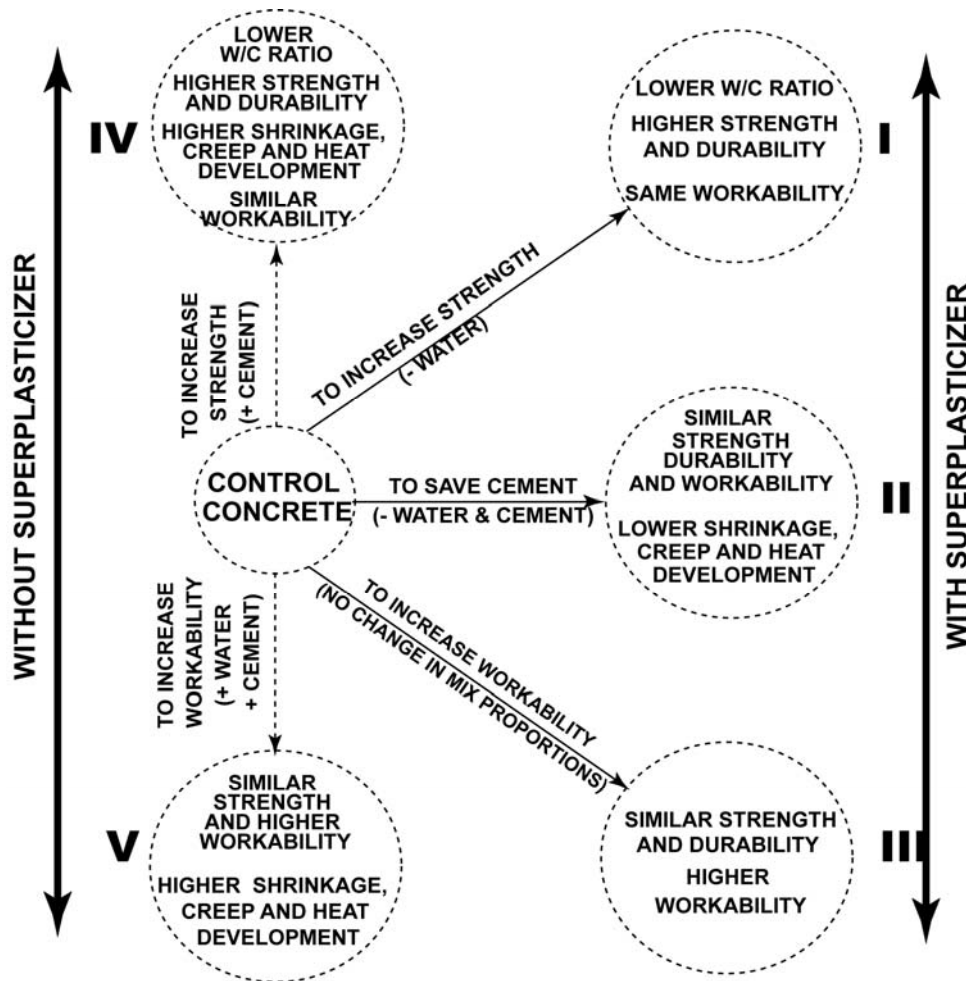 LOWER
W/C RATIO
HIGHER STRENGTH
AND DURABILITY
HIGHER SHRINKAGE,
CREEP AND HEAT
DEVELOPMENT
SIMILAR
WORKABILITY
IV
LOWER W/C RATIO
HIGHER STRENGTH
AND DURABILITY
SAME WORKABILITY
I
WITHOUT SUPERPLASTICIZER
WITH SUPERPLASTICIZER
TO INCREASE
STRENGTH
(+ CEMENT)
TO INCREASE STRENGTH
(- WATER)
CONTROL
CONCRETE
TO SAVE CEMENT
(- WATER & CEMENT)
SIMILAR
STRENGTH
DURABILITY
AND WORKABILITY
LOWER SHRINKAGE,
CREEP AND HEAT
DEVELOPMENT
II
TO INCREASE
WORKABILITY
(+ WATER
+ CEMENT)
TO INCREASE WORKABILITY
(NO CHANGE IN MIX PROPORTIONS)
SIMILAR
STRENGTH
AND HIGHER
WORKABILITY
HIGHER SHRINKAGE,
CREEP AND HEAT
DEVELOPMENT
V
SIMILAR STRENGTH
AND DURABILITY
HIGHER
WORKABILITY
III